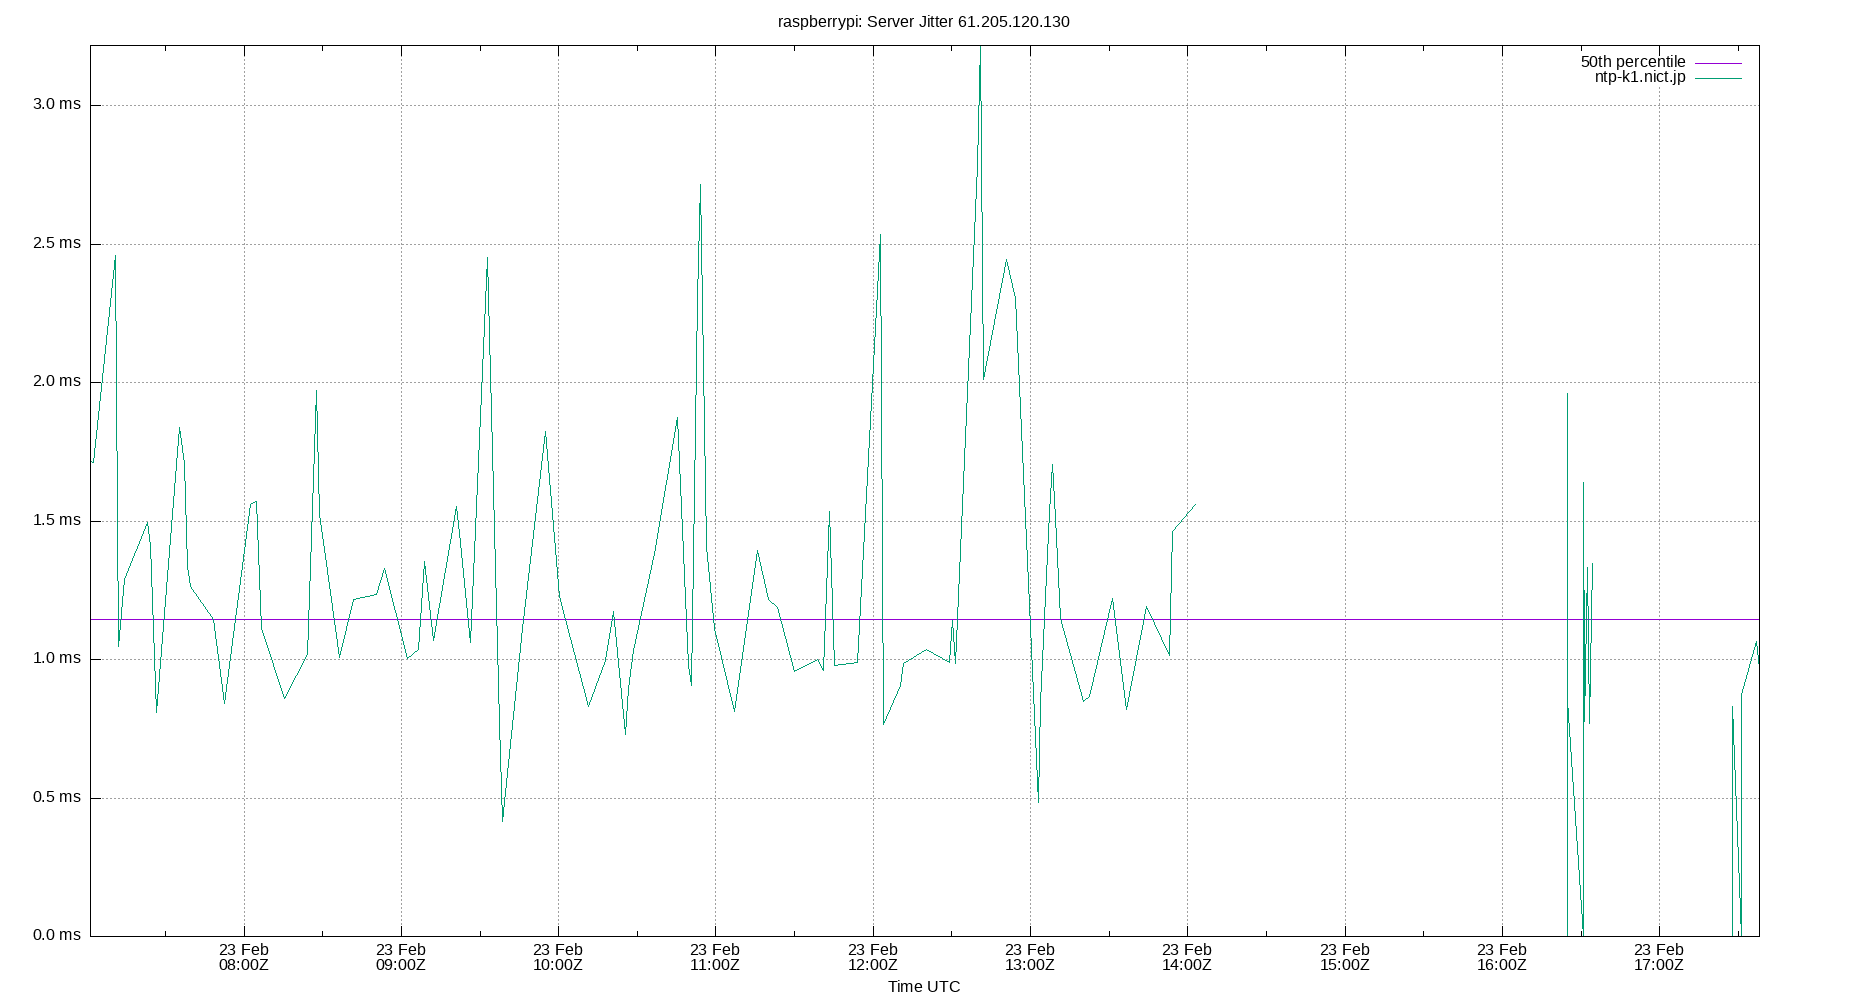 raspberrypi: Server Jitter 61.205.120.130
50th percentile
ntp-k1.nict.jp
3.0 ms
2.5 ms
2.0 ms
1.5 ms
1.0 ms
0.5 ms
0.0 ms
23 Feb 23 Feb 23 Feb 23 Feb 23 Feb 23 Feb 23 Feb 23 Feb 23 Feb 23 Feb
08:00Z 09:00Z 10:00Z 11:00Z 12:00Z 13:00Z 14:00Z 15:00Z 16:00Z 17:00Z
Time UTC